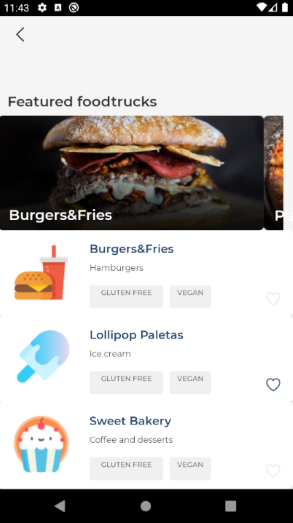 11:43
Featured foodtrucks
Burgers&Fries
P
Burgers&Fries
Hamburgers
GLUTEN FREE VEGAN
Lollipop Paletas
Ice cream
GLUTEN FREE VEGAN
Sweet Bakery
Coffee and desserts
GLUTEN FREE VEGAN